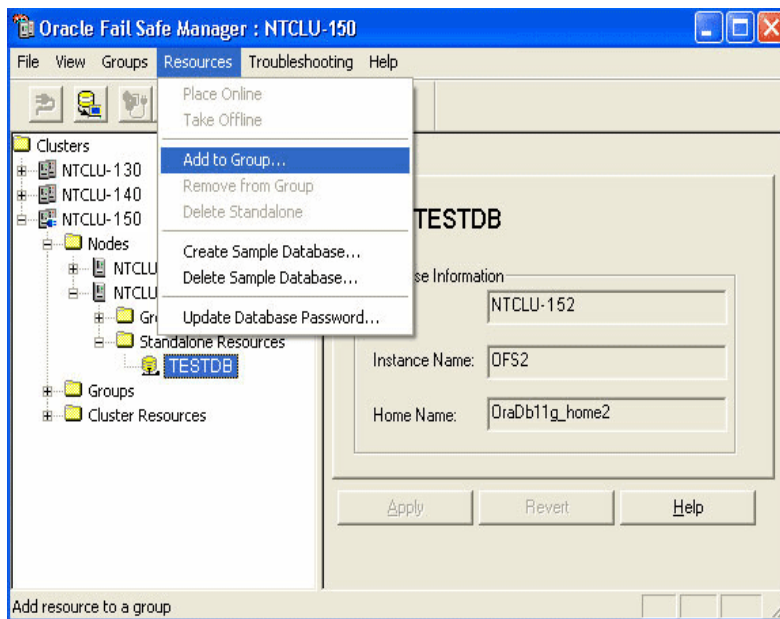 Oracle Fail Safe Manager : NTCLU-150
File View Groups Resources Troubleshooting Help
Place Online
Take Offline
Add to Group...
Remove from Group
Delete Standalone
Create Sample Database...
Delete Sample Database...
Update Database Password...
Clusters
NTCLU-130
NTCLU-140
NTCLU-150
Nodes
NTCLU
NTCLU
Gr
Standalone Resources
TESTDB
Groups
Cluster Resources
TESTDB
se Information
NTCLU-152
Instance Name: OFS2
Home Name: OraDb11g_home2
Apply Revert Help
Add resource to a group